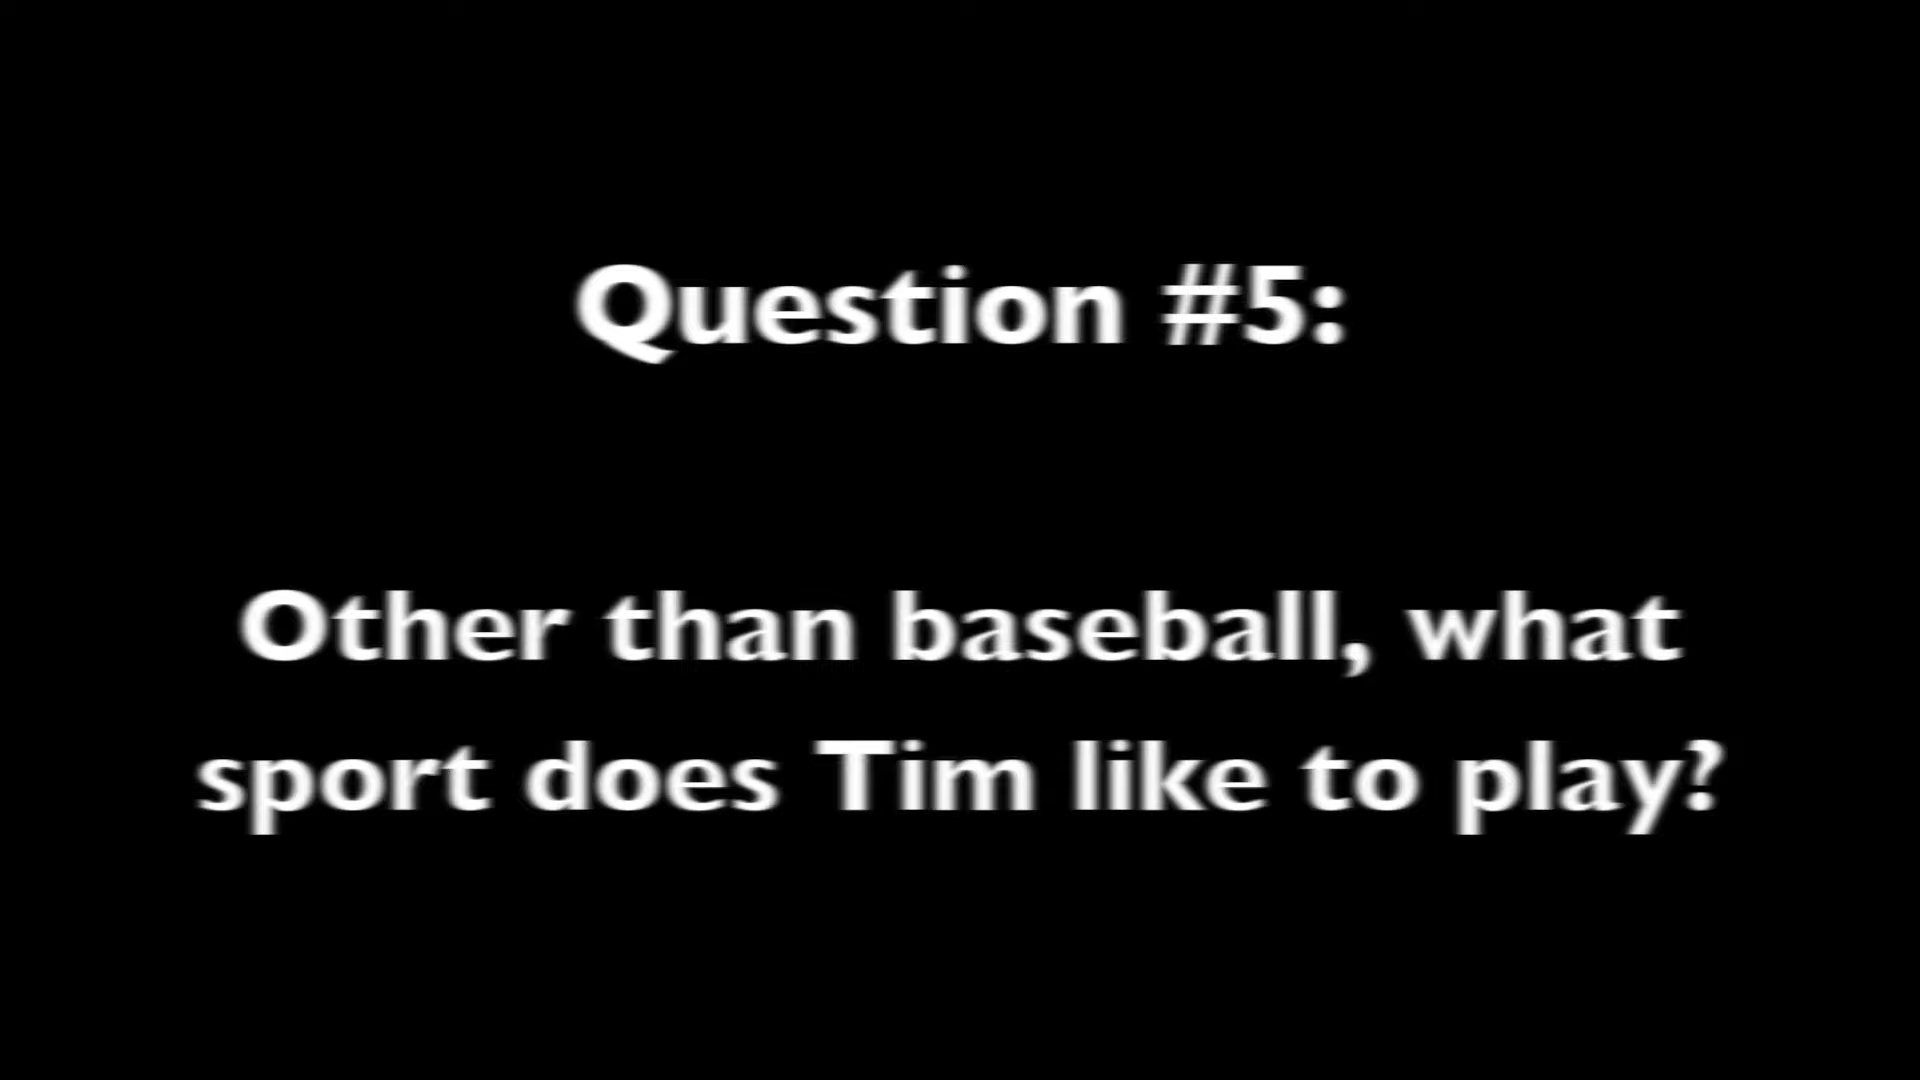 Question #5:
Other than baseball, what
sport does Tim like to play?